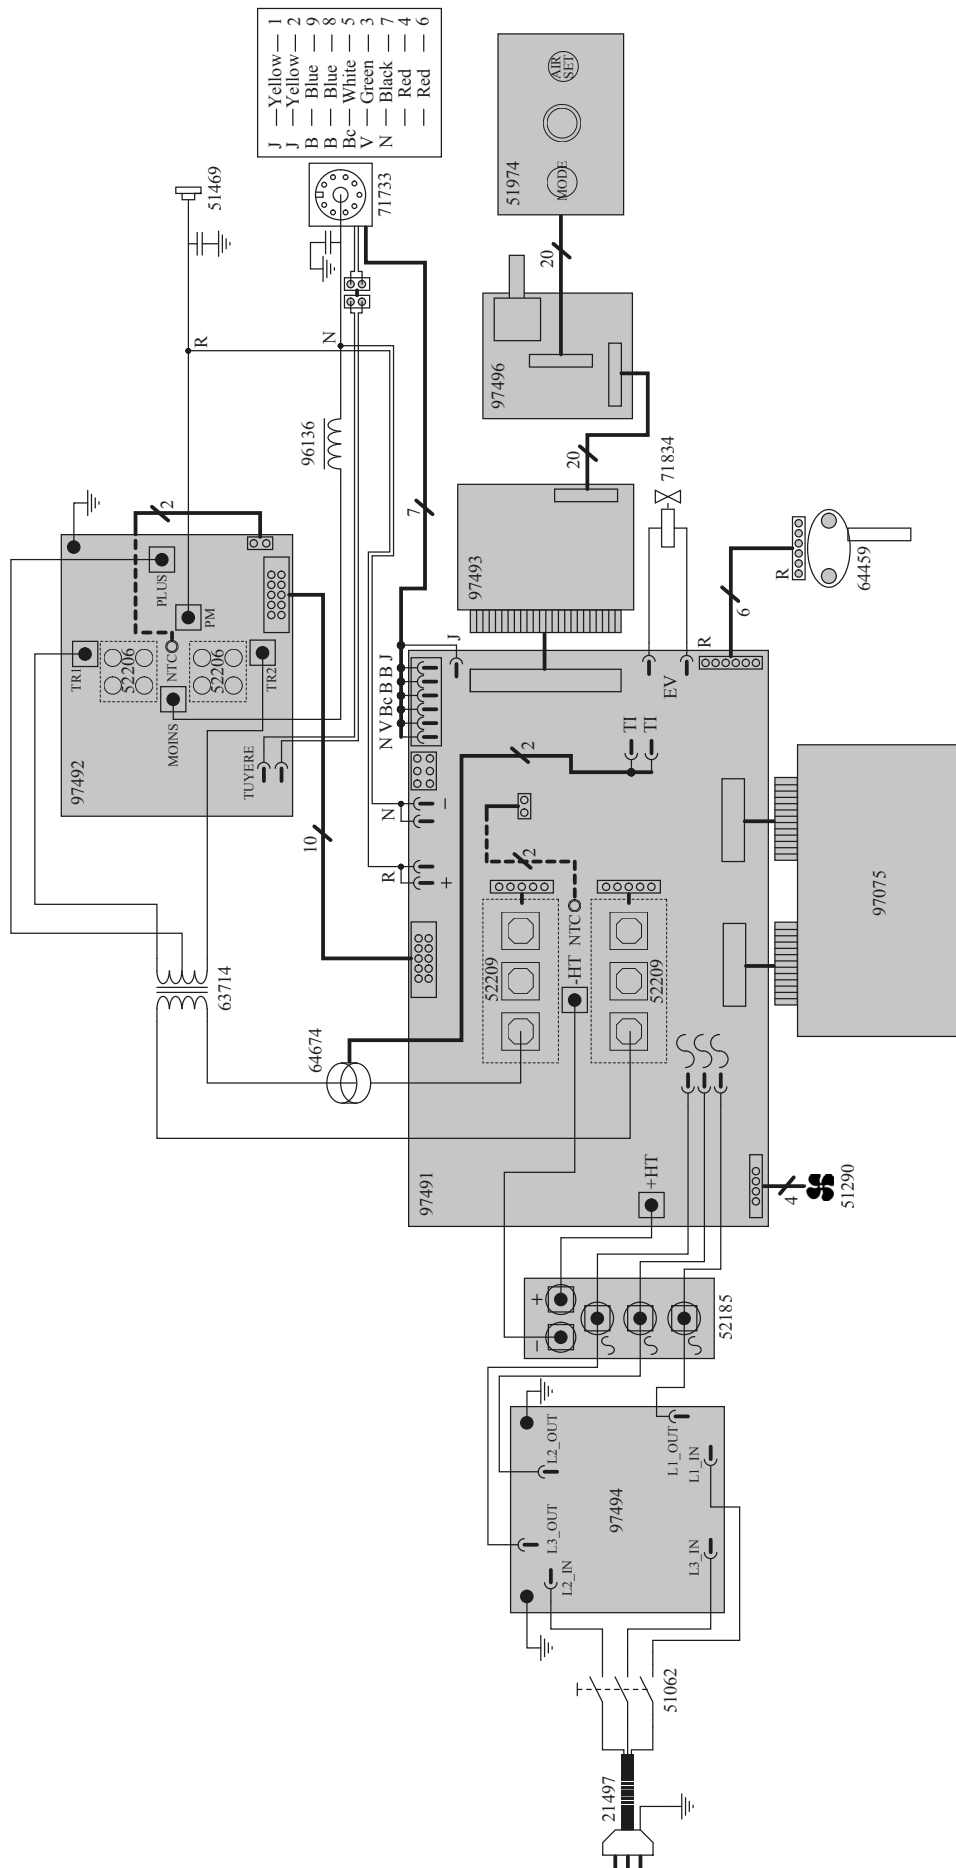 21497
51062
97494
L2_IN
L3_OUT
L2_OUT
L3_IN
L1_IN
L1_OUT
52185
-
+
97491
+HT
-HT
NTC
52209
52209
51290
4
64674
63714
R
+
N
-
10
2
2
TI
TI
N V Bc B B J
J
EV
R
6
R
64459
71834
97075
97493
20
97496
20
51974
MODE
AIR
SET
97492
TUYERE
MOINS
TR1
TR2
52206
52206
NTC
PM
PLUS
2
96136
7
N
R
71733
51469
J — Yellow — 1
J — Yellow — 2
B — Blue — 9
B — Blue — 8
Bc — White — 5
V — Green — 3
N — Black — 7
— Red — 4
— Red — 6